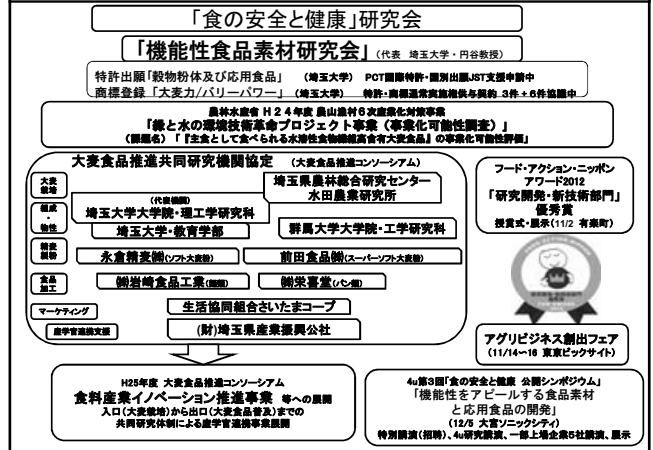 「食の安全と健康」研究会
「機能性食品素材研究会」(代表 埼玉大学・円谷教授)
特許出願「穀物粉体及び応用食品」 (埼玉大学) PCT国際特許・国別出願JST支援申請中
商標登録「大麦力/バリーパワー」(埼玉大学) 特許・商標通常実施権供与契約 3件+6件協議中
農林水産省 H24年度 農山漁村6次産業化対策事業
「緑と水の環境技術革命プロジェクト事業(事業化可能性調査)」
(課題名)「『主食として食べられる水溶性食物繊維高含有大麦食品』の事業化可能性評価」
大麦食品推進共同研究機関協定 (大麦食品推進コンソーシアム)
大麦
栽培
埼玉県農林総合研究センター
水田農業研究所
組成
・
物性
(代表機関)
埼玉大学大学院・理工学研究科
埼玉大学・教育学部
群馬大学大学院・工学研究科
精麦
製粉
永倉精麦㈱(ソフト大麦粉)
前田食品㈱(スーパーソフト大麦粉)
食品
加工
㈱岩崎食品工業(麺類)
㈱栄喜堂(パン類)
マーケティング
生活協同組合さいたまコープ
産学官連携支援
(財)埼玉県産業振興公社
フード・アクション・ニッポン
アワード2012
「研究開発・新技術部門」
優秀賞
授賞式・展示(11/2 有楽町)
アグリビジネス創出フェア
(11/14~16 東京ビックサイト)
H25年度 大麦食品推進コンソーシアム
食料産業イノベーション推進事業 等への展開
入口(大麦栽培)から出口(大麦食品普及)までの
共同研究体制による産学官連携事業展開
4u第3回「食の安全と健康 公開シンポジウム」
「機能性をアピールする食品素材
と応用食品の開発」
(12/5 大宮ソニックシティ)
特別講演(招聘)、4u研究講演、一部上場企業5社講演、展示